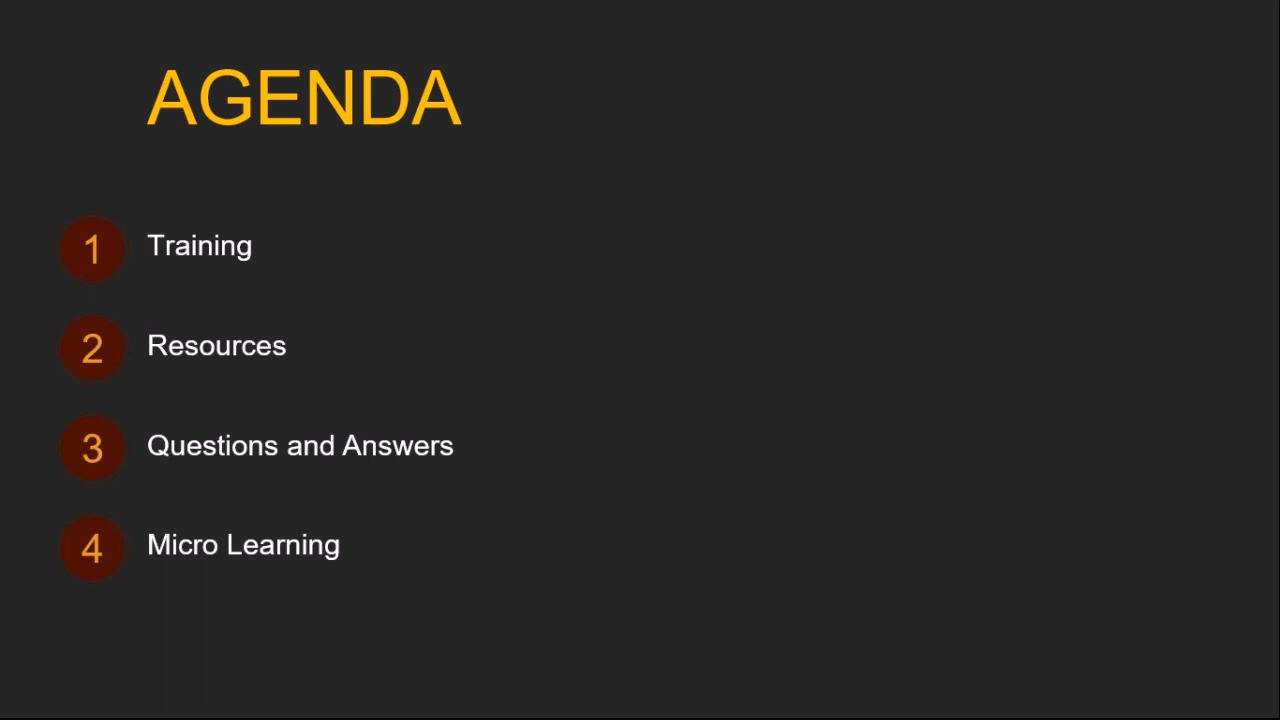 AGENDA
1 Training
2 Resources
3 Questions and Answers
4 Micro Learning